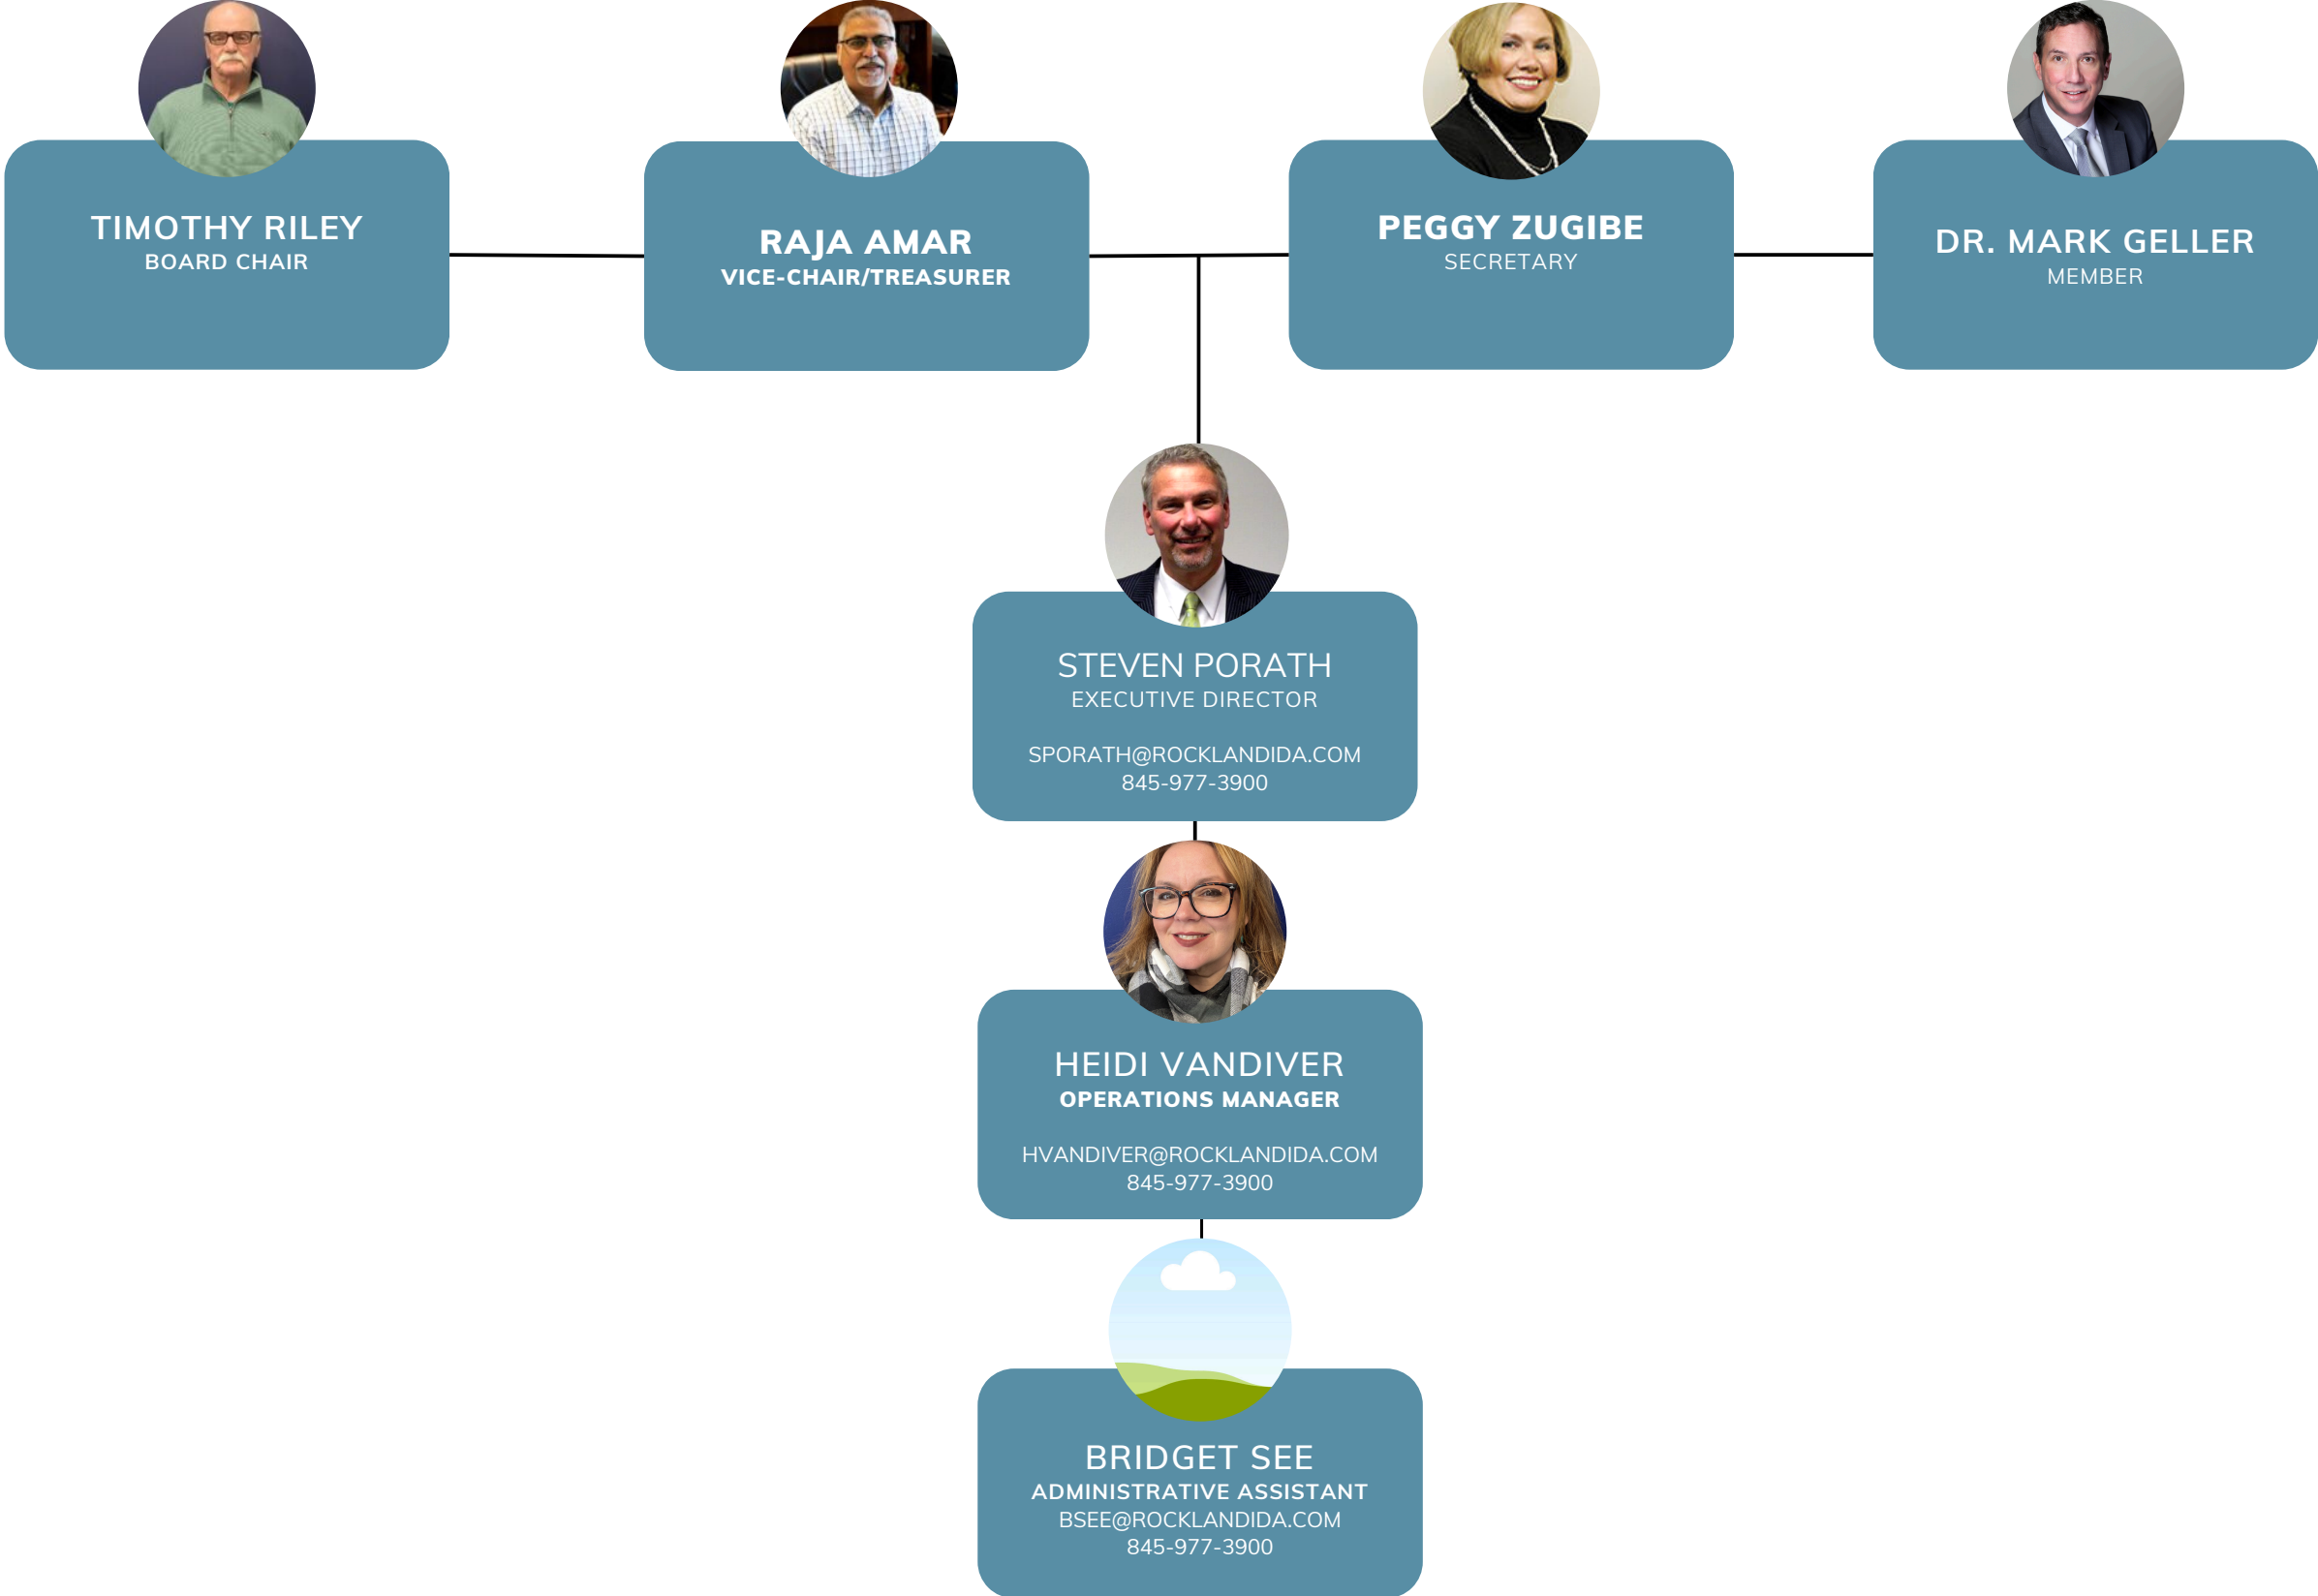 TIMOTHY RILEY
BOARD CHAIR
RAJA AMAR
VICE-CHAIR/TREASURER
PEGGY ZUGIBE
SECRETARY
DR. MARK GELLER
MEMBER
STEVEN PORATH
EXECUTIVE DIRECTOR
SPORATH@ROCKLANDIDA.COM
845-977-3900
HEIDI VANDIVER
OPERATIONS MANAGER
HVANDIVER@ROCKLANDIDA.COM
845-977-3900
BRIDGET SEE
ADMINISTRATIVE ASSISTANT
BSEE@ROCKLANDIDA.COM
845-977-3900